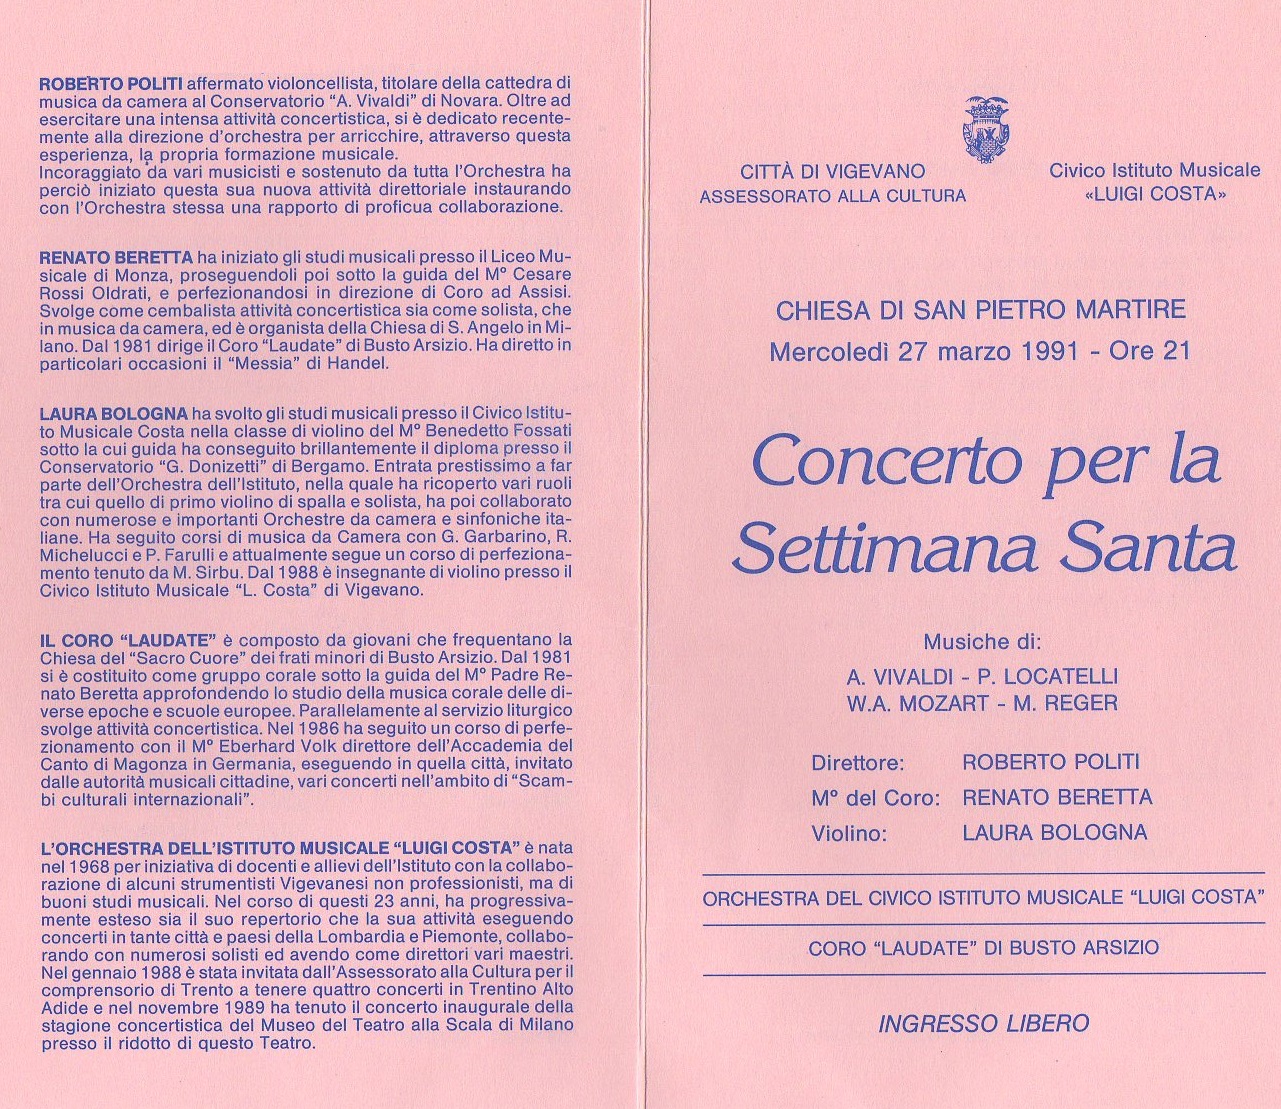 ROBERTO POLITI affermato violoncellista, titolare della cattedra di
musica da camera al Conservatorio “A. Vivaldi” di Novara. Oltre ad
esercitare una intensa attività concertistica, si è dedicato recente-
mente alla direzione d’orchestra per arricchire, attraverso questa
esperienza, la propria formazione musicale.
Incoraggiato da vari musicisti e sostenuto da tutta l’Orchestra ha
perciò iniziato questa sua nuova attività direttoriale instaurando
con l’Orchestra stessa una rapporto di proficua collaborazione.
RENATO BERETTA ha iniziato gli studi musicali presso il Liceo Mu-
sicale di Monza, proseguendoli poi sotto la guida del Mº Cesare
Rossi Oldrati, e perfezionandosi in direzione di Coro ad Assisi.
Svolge come cembalista attività concertistica sia come solista, che
in musica da camera, ed è organista della Chiesa di S. Angelo in Mi-
lano. Dal 1981 dirige il Coro “Laudate” di Busto Arsizio. Ha diretto in
particolari occasioni il “Messia” di Handel.
LAURA BOLOGNA ha svolto gli studi musicali presso il Civico Istitu-
to Musicale Costa nella classe di violino del Mº Benedetto Fossati
sotto la cui guida ha conseguito brillantemente il diploma presso il
Conservatorio “G. Donizetti” di Bergamo. Entrata prestissimo a far
parte dell’Orchestra dell’Istituto, nella quale ha ricoperto vari ruoli
tra cui quello di primo violino di spalla e solista, ha poi collaborato
con numerose e importanti Orchestre da camera e sinfoniche ita-
liane. Ha seguito corsi di musica da Camera con G. Garbarino, R.
Michelucci e P. Farulli e attualmente segue un corso di perfeziona-
mento tenuto da M. Sirbu. Dal 1988 è insegnante di violino presso il
Civico Istituto Musicale “L. Costa” di Vigevano.
IL CORO “LAUDATE” è composto da giovani che frequentano la
Chiesa del “Sacro Cuore” dei frati minori di Busto Arsizio. Dal 1981
si è costituito come gruppo corale sotto la guida del Mº Padre Re-
nato Beretta approfondendo lo studio della musica corale delle di-
verse epoche e scuole europee. Parallelamente al servizio liturgico
svolge attività concertistica. Nel 1986 ha seguito un corso di perfe-
zionamento con il Mº Eberhard Volk direttore dell’Accademia del
Canto di Magonza in Germania, eseguendo in quella città, invitato
dalle autorità musicali cittadine, vari concerti nell’ambito di “Scam-
bi culturali internazionali”.
L’ORCHESTRA DELL’ISTITUTO MUSICALE “LUIGI COSTA” è nata
nel 1968 per iniziativa di docenti e allievi dell’Istituto con la collabo-
razione di alcuni strumentisti Vigevanesi non professionisti, ma di
buoni studi musicali. Nel corso di questi 23 anni, ha progressiva-
mente esteso sia il suo repertorio che la sua attività eseguendo
concerti in tante città e paesi della Lombardia e Piemonte, collabo-
rando con numerosi solisti ed avendo come direttori vari maestri.
Nel gennaio 1988 è stata invitata dall’Assessorato alla Cultura per il
comprensorio di Trento a tenere quattro concerti in Trentino Alto
Adide e nel novembre 1989 ha tenuto il concerto inaugurale della
stagione concertistica del Museo del Teatro alla Scala di Milano
presso il ridotto di questo Teatro.
CITTÀ DI VIGEVANO
ASSESSORATO ALLA CULTURA
Civico Istituto Musicale
«LUIGI COSTA»
CHIESA DI SAN PIETRO MARTIRE
Mercoledì 27 marzo 1991 - Ore 21
Concerto per la
Settimana Santa
Musiche di:
A. VIVALDI - P. LOCATELLI
W.A. MOZART - M. REGER
Direttore: ROBERTO POLITI
Mº del Coro: RENATO BERETTA
Violino: LAURA BOLOGNA
ORCHESTRA DEL CIVICO ISTITUTO MUSICALE “LUIGI COSTA”
CORO “LAUDATE” DI BUSTO ARSIZIO
INGRESSO LIBERO